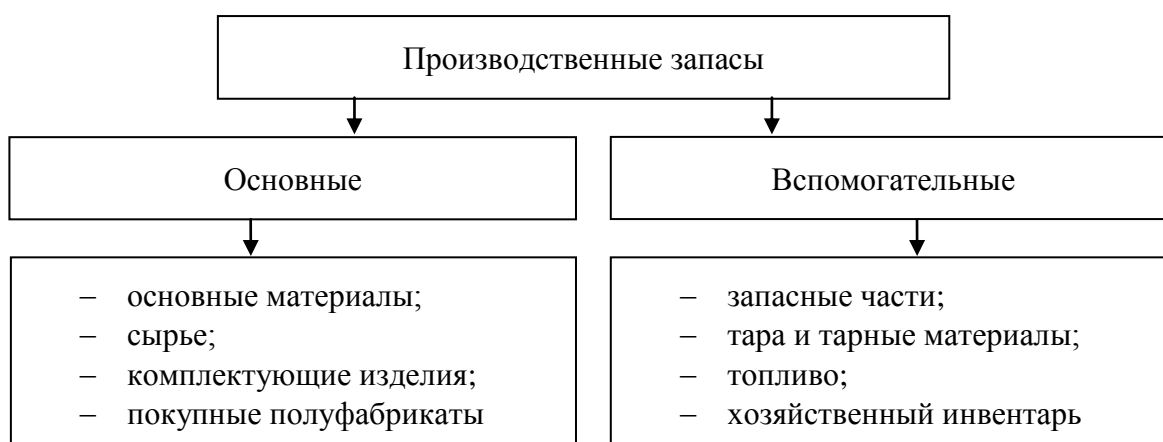 Производственные запасы
Основные
Вспомогательные
– основные материалы;
– сырье;
– комплектующие изделия;
– покупные полуфабрикаты
– запасные части;
– тара и тарные материалы;
– топливо;
– хозяйственный инвентарь